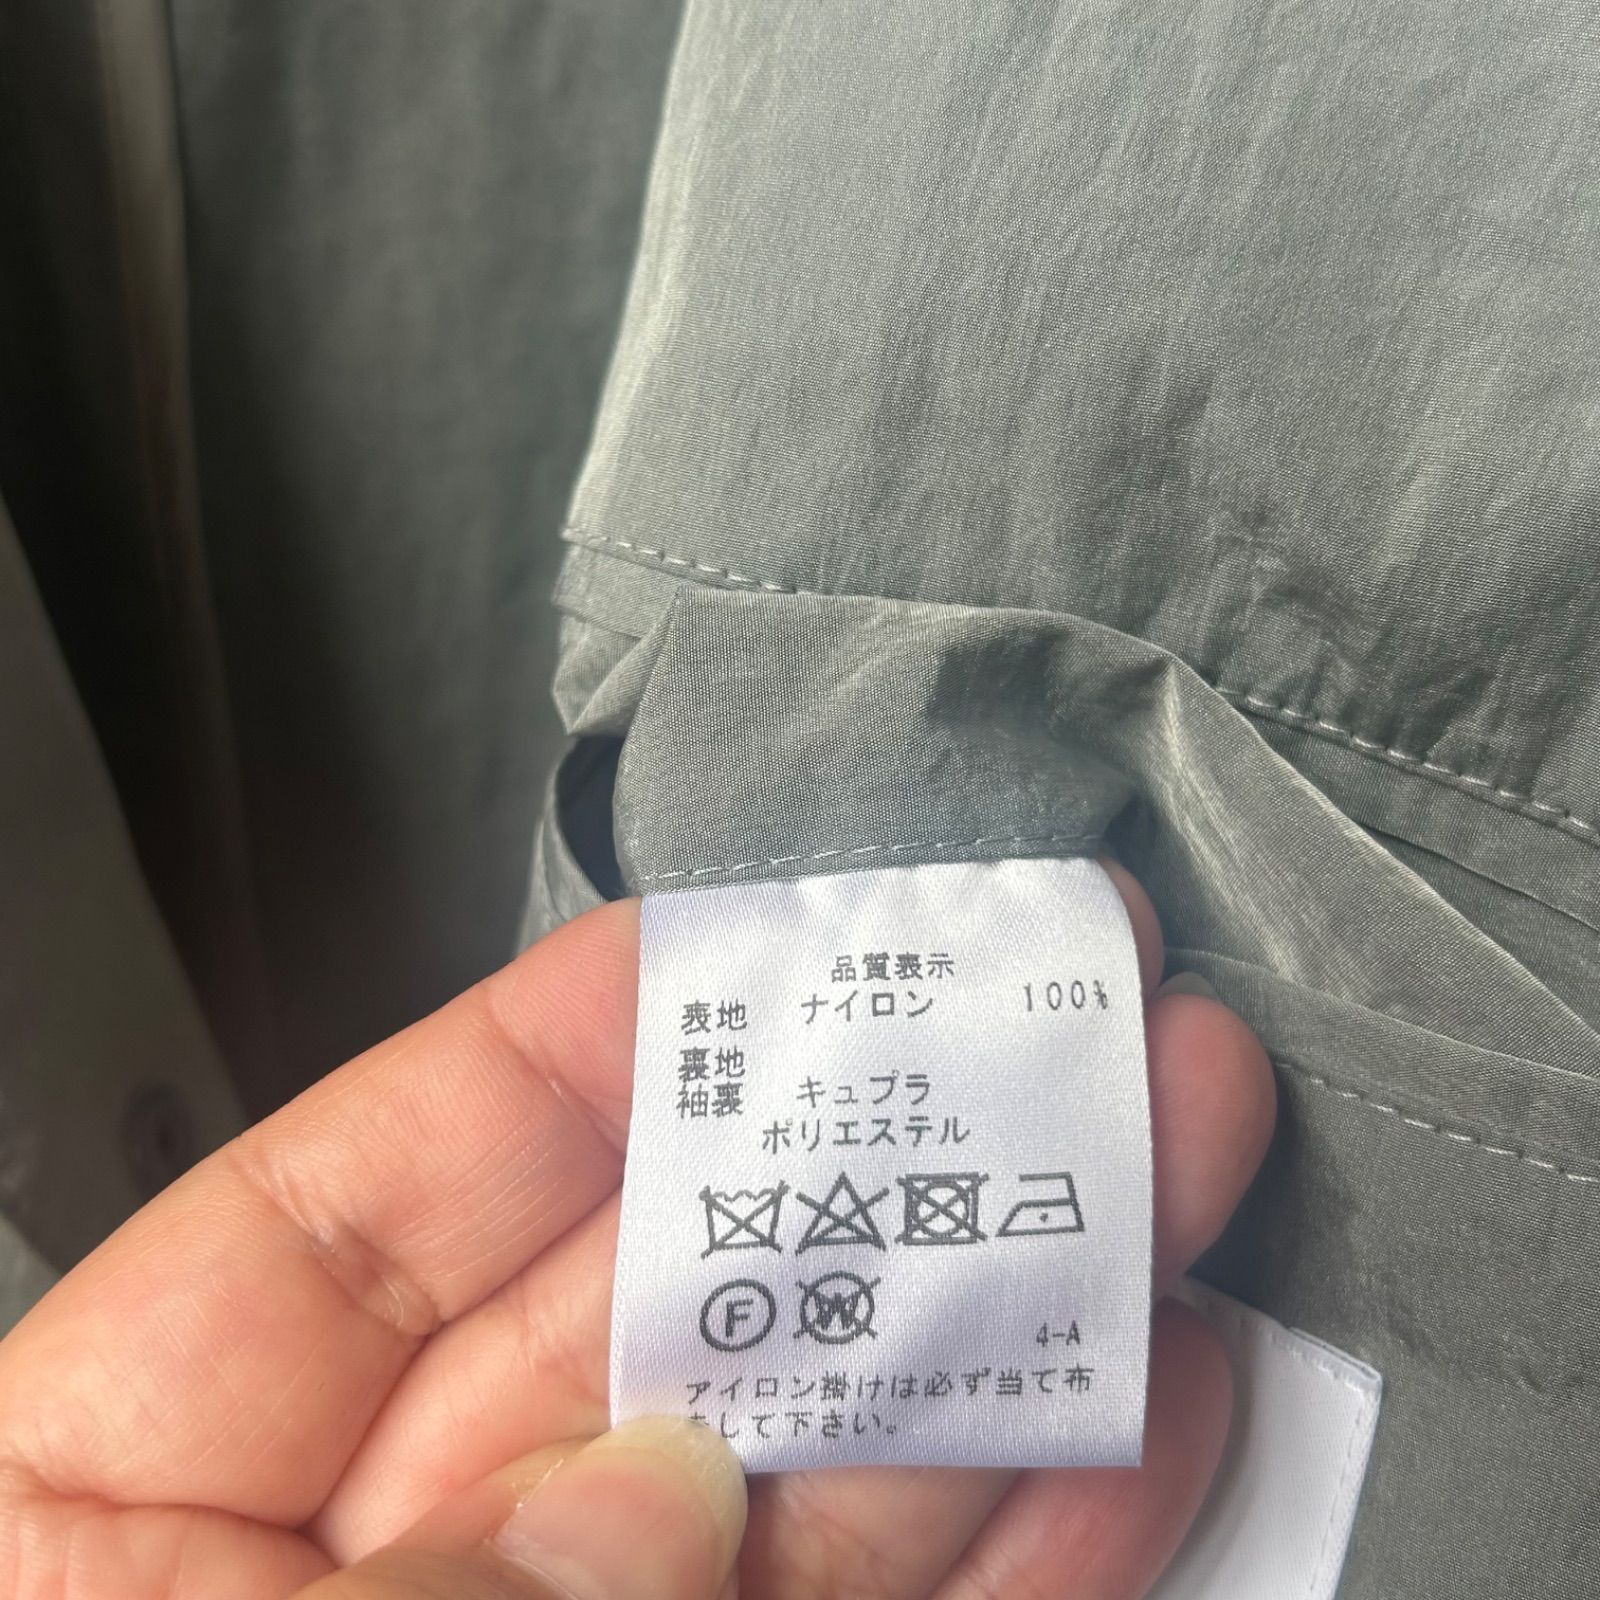 品質表示
表地 ナイロン 100%
裏地
袖裏 キュプラ
ポリエステル
F W
4-A
アイロン掛けは必ず当て布
をして下さい。